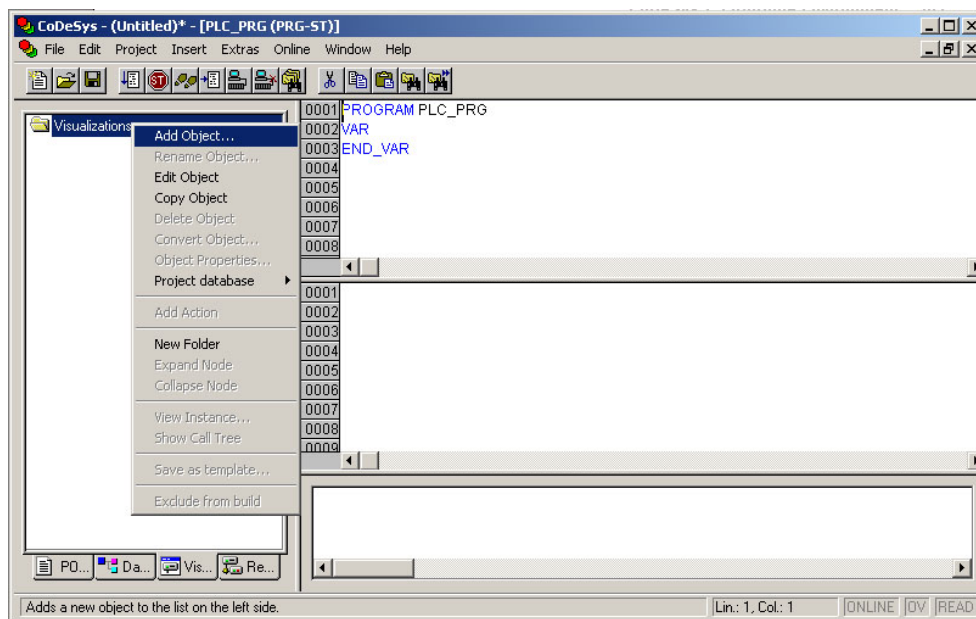 CoDeSys - (Untitled)* - [PLC_PRG (PRG-ST)]
File Edit Project Insert Extras Online Window Help
Visualizations
Add Object...
Rename Object...
Edit Object
Copy Object
Delete Object
Convert Object...
Object Properties...
Project database
Add Action
New Folder
Expand Node
Collapse Node
View Instance...
Show Call Tree
Save as template...
Exclude from build
0001 PROGRAM PLC_PRG
0002 VAR
0003 END_VAR
0004
0005
0006
0007
0008
0001
0002
0003
0004
0005
0006
0007
0008
0009
PO... Da... Vis... Re...
Adds a new object to the list on the left side. Lin.: 1, Col.: 1 ONLINE OV READ